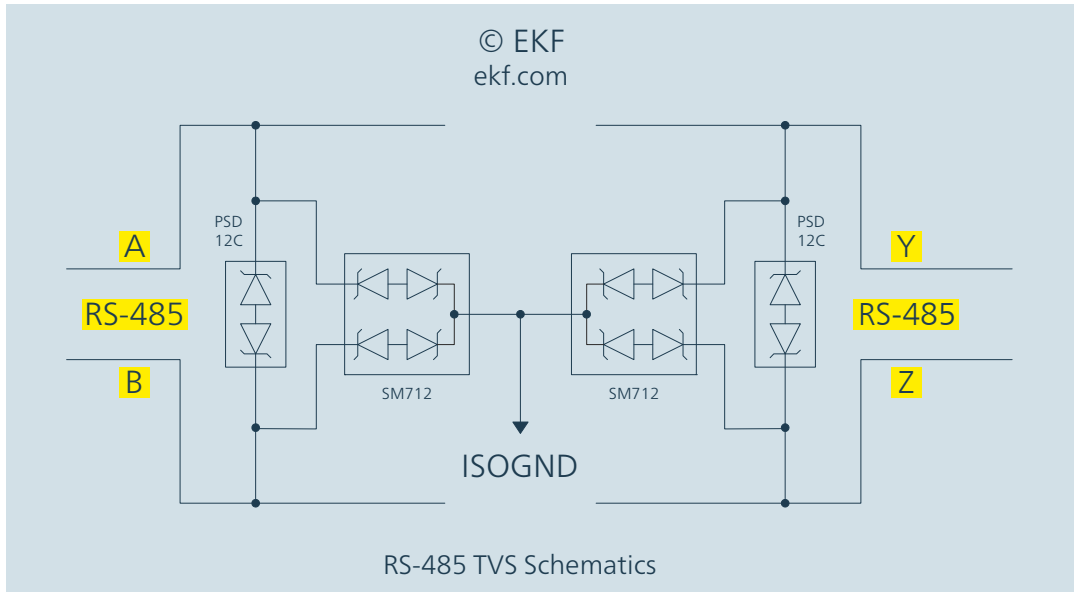 © EKF
ekf.com
PSD
12C
PSD
12C
A
Y
RS-485
RS-485
B
Z
SM712
SM712
ISOGND
RS-485 TVS Schematics